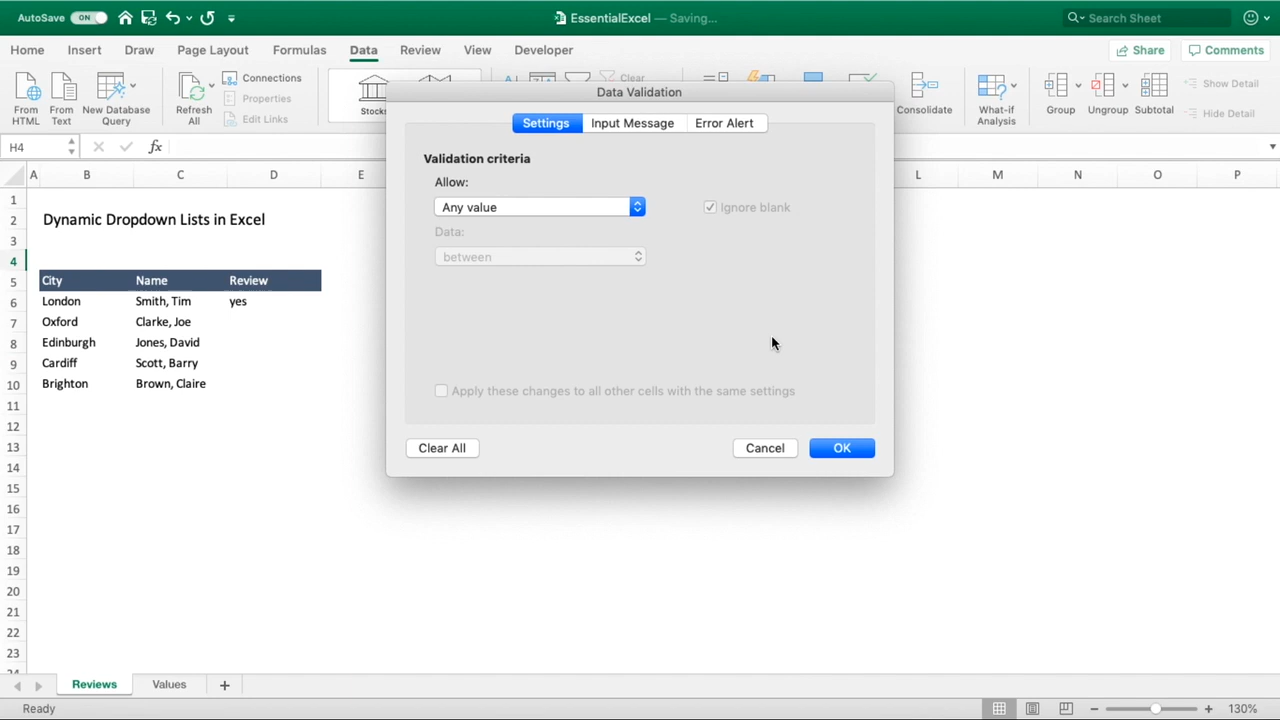 AutoSave ON EssentialExcel — Saving... Search Sheet
Home Insert Draw Page Layout Formulas Data Review View Developer Share Comments
From HTML From Text New Database Query Refresh All Connections Properties Edit Links Stocks Clear Consolidate What-if Analysis Group Ungroup Subtotal Show Detail Hide Detail
H4 fx
Data Validation
Settings Input Message Error Alert
Validation criteria
Allow:
Any value Ignore blank
Data:
between
Apply these changes to all other cells with the same settings
Clear All Cancel OK
A B C D E L M N O P
1
2 Dynamic Dropdown Lists in Excel
3
4
5 City Name Review
6 London Smith, Tim yes
7 Oxford Clarke, Joe
8 Edinburgh Jones, David
9 Cardiff Scott, Barry
10 Brighton Brown, Claire
11
12
13
14
15
16
17
18
19
20
21
22
23
Reviews Values +
Ready 130%